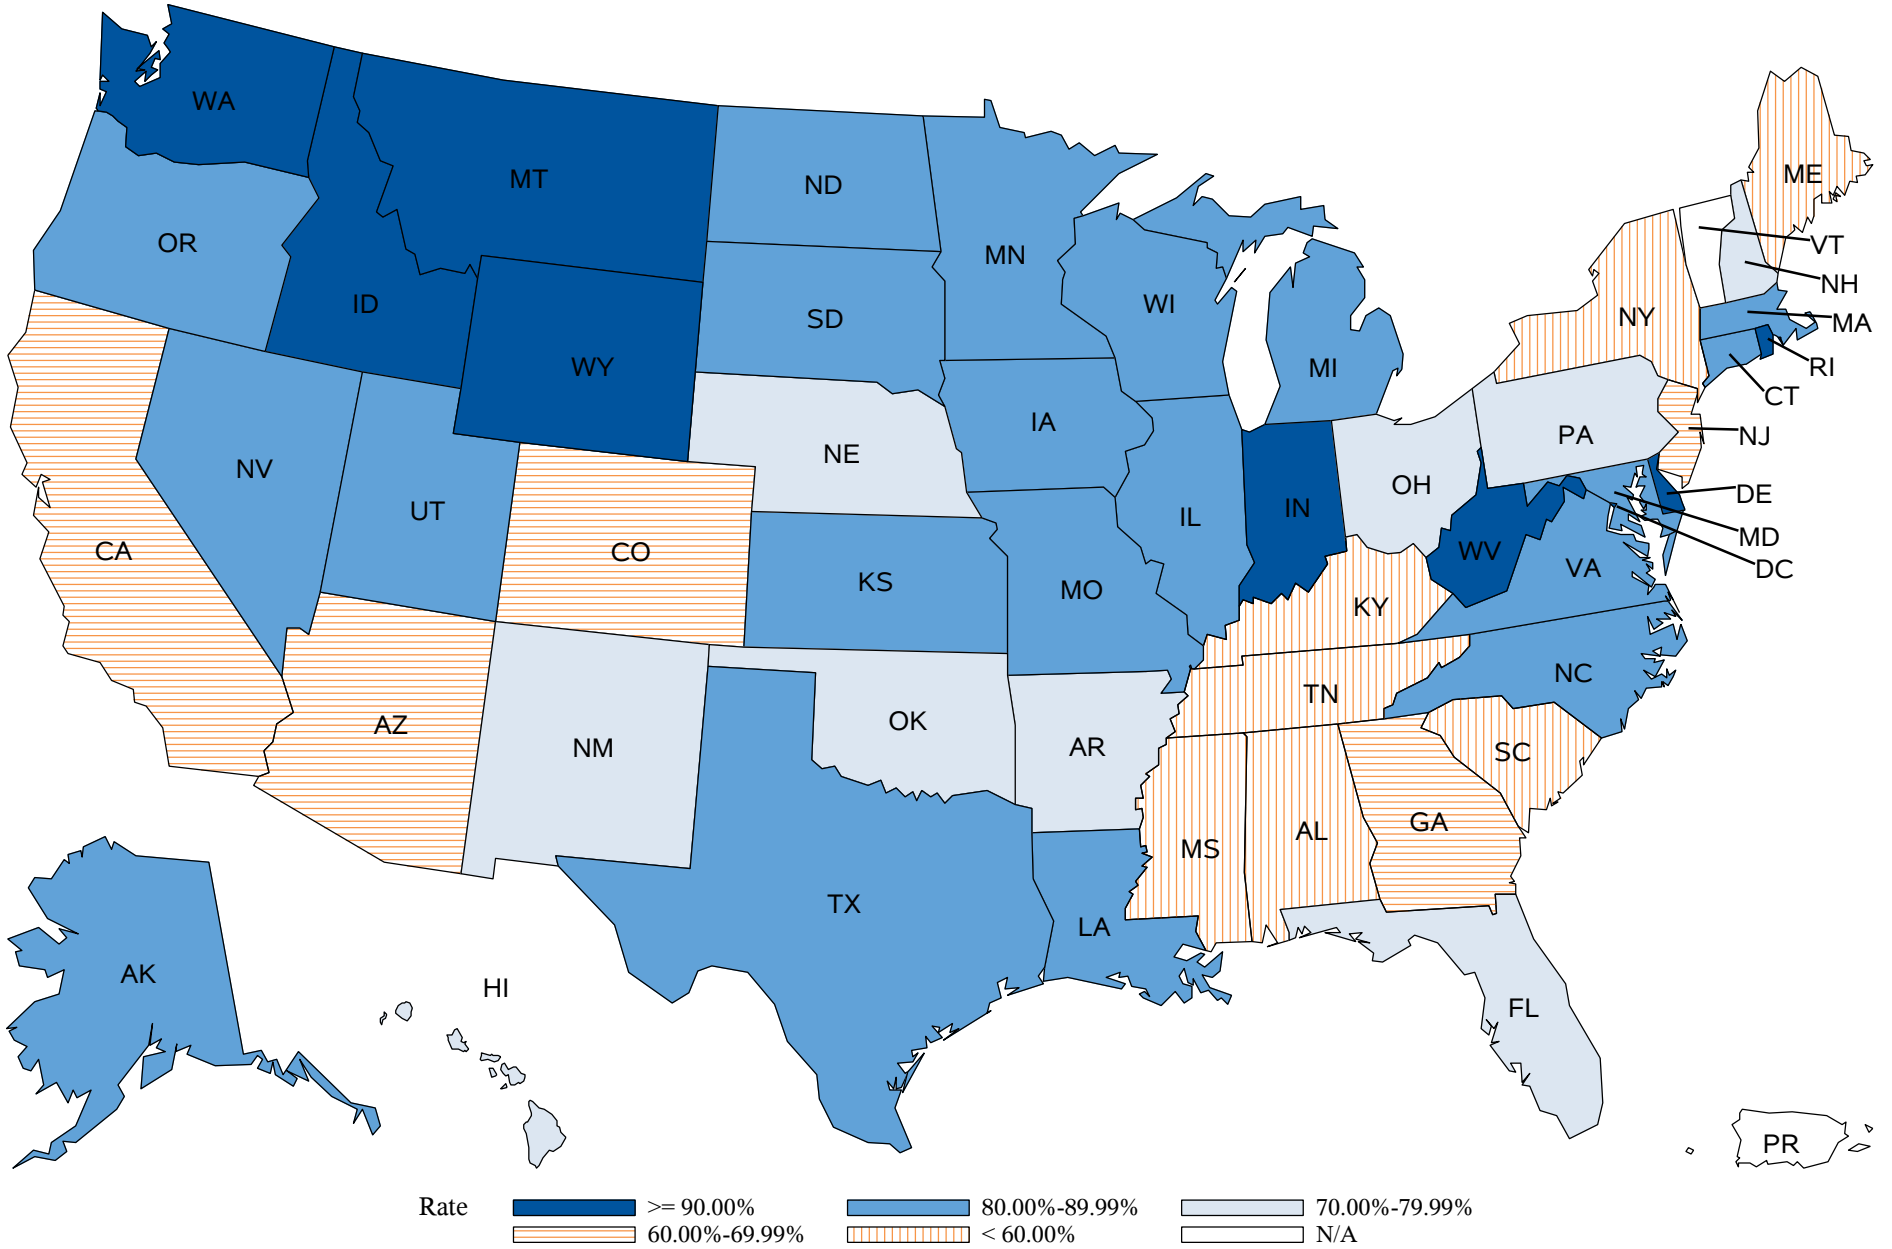 WA
MT
ND
ME
OR
MN
VT
ID
NH
SD
WI
NY
MA
WY
MI
RI
CT
IA
PA
NJ
NE
NV
OH
DE
UT
IL
IN
MD
CA
CO
WV
DC
KS
MO
VA
KY
NC
TN
AZ
OK
NM
AR
SC
GA
AL
MS
TX
LA
AK
HI
FL
PR
Rate >= 90.00% 80.00%-89.99% 70.00%-79.99%
60.00%-69.99% < 60.00% N/A